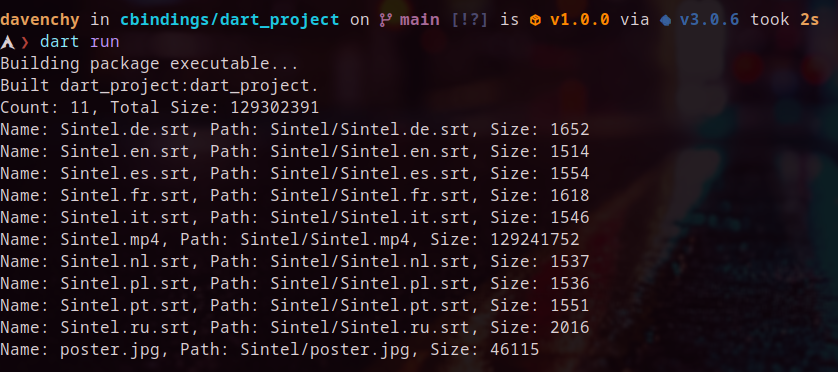 davenchy in cbindings/dart_project on main [!?] is v1.0.0 via v3.0.6 took 2s
❯ dart run
Building package executable...
Built dart_project:dart_project.
Count: 11, Total Size: 129302391
Name: Sintel.de.srt, Path: Sintel/Sintel.de.srt, Size: 1652
Name: Sintel.en.srt, Path: Sintel/Sintel.en.srt, Size: 1514
Name: Sintel.es.srt, Path: Sintel/Sintel.es.srt, Size: 1554
Name: Sintel.fr.srt, Path: Sintel/Sintel.fr.srt, Size: 1618
Name: Sintel.it.srt, Path: Sintel/Sintel.it.srt, Size: 1546
Name: Sintel.mp4, Path: Sintel/Sintel.mp4, Size: 129241752
Name: Sintel.nl.srt, Path: Sintel/Sintel.nl.srt, Size: 1537
Name: Sintel.pl.srt, Path: Sintel/Sintel.pl.srt, Size: 1536
Name: Sintel.pt.srt, Path: Sintel/Sintel.pt.srt, Size: 1551
Name: Sintel.ru.srt, Path: Sintel/Sintel.ru.srt, Size: 2016
Name: poster.jpg, Path: Sintel/poster.jpg, Size: 46115